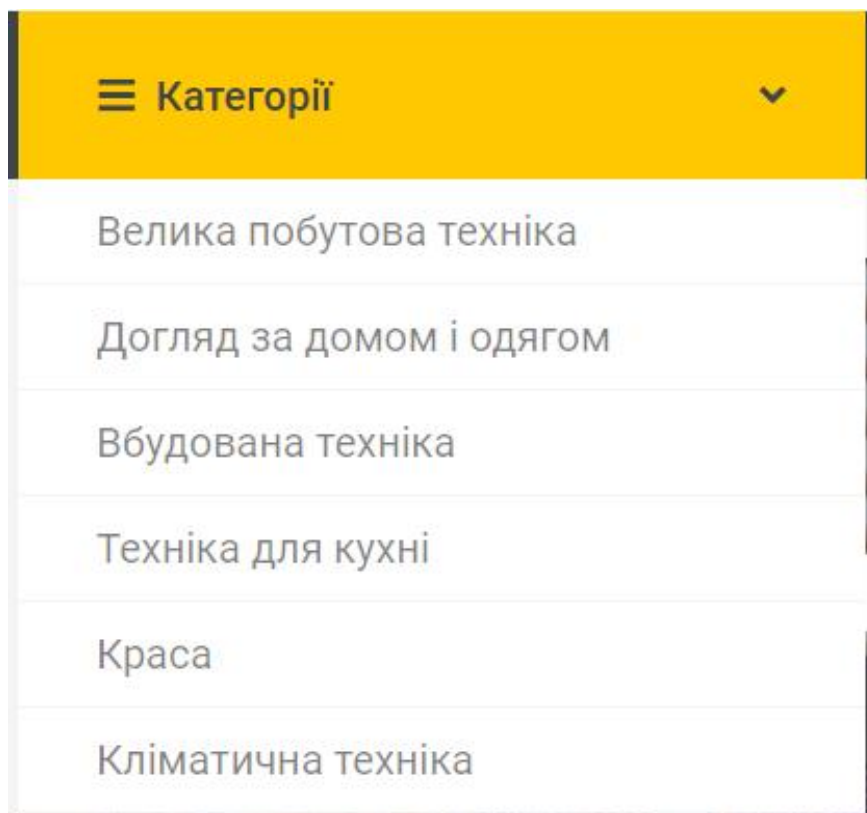 Категорії
Велика побутова техніка
Догляд за домом і одягом
Вбудована техніка
Техніка для кухні
Краса
Кліматична техніка